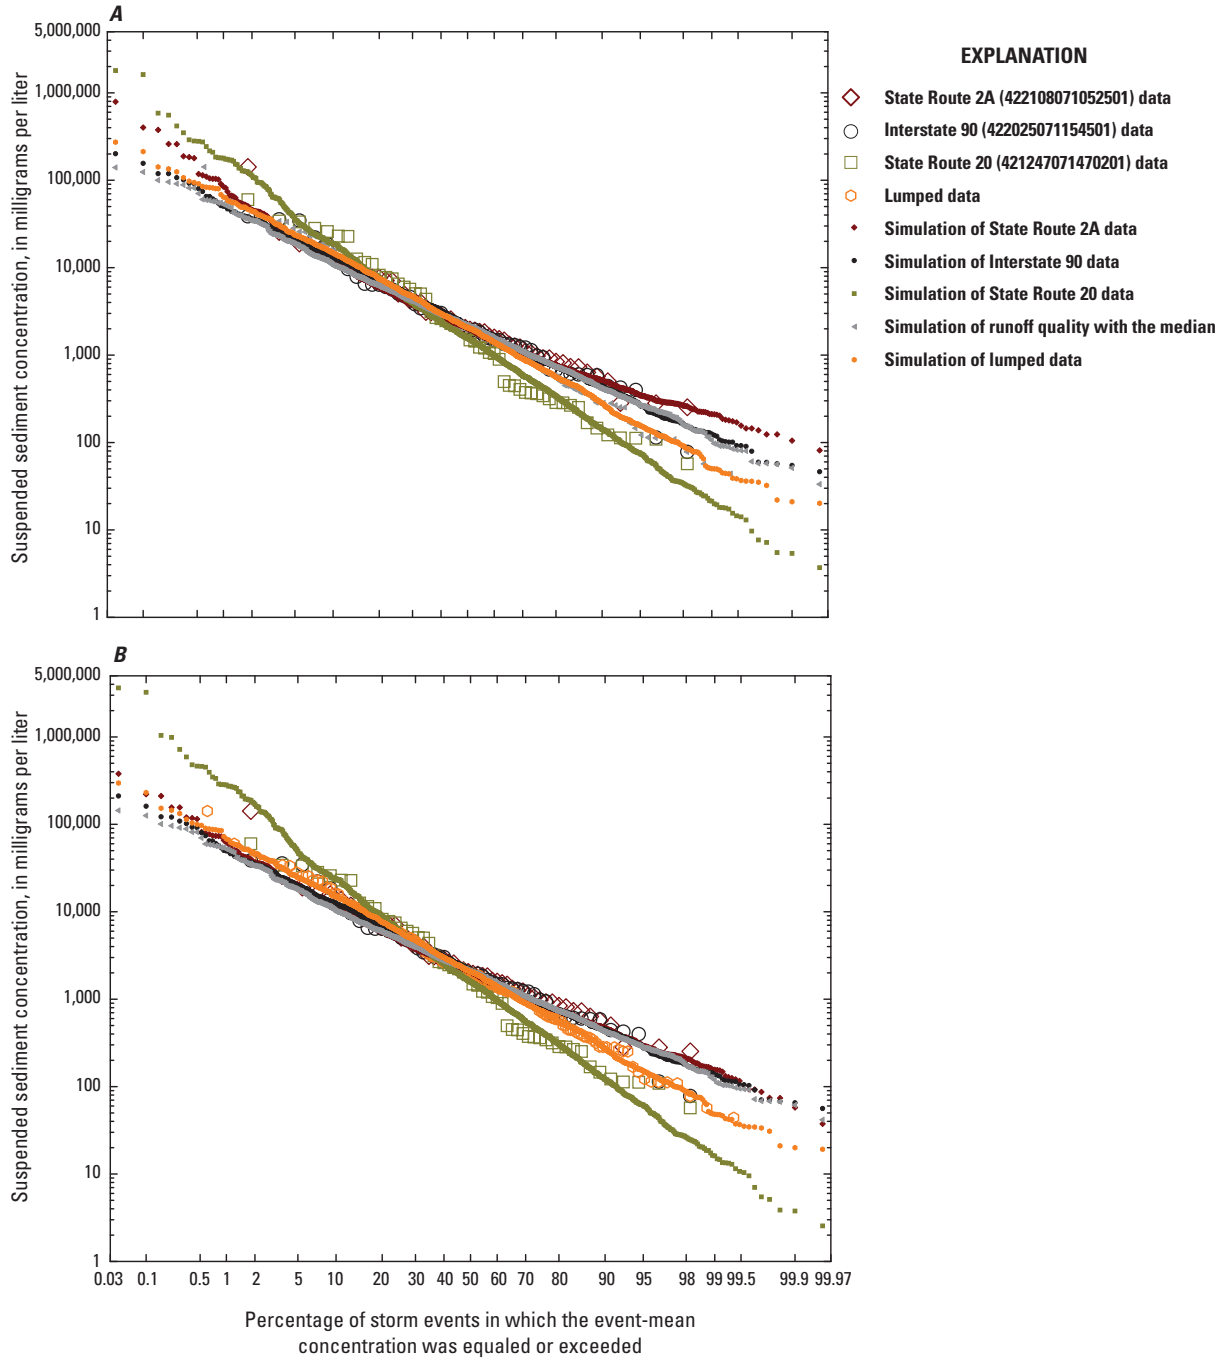 A
5,000,000
1,000,000
100,000
10,000
1,000
100
10
1
Suspended sediment concentration, in milligrams per liter
EXPLANATION
State Route 2A (422108071052501) data
Interstate 90 (422025071154501) data
State Route 20 (421247071470201) data
Lumped data
Simulation of State Route 2A data
Simulation of Interstate 90 data
Simulation of State Route 20 data
Simulation of runoff quality with the median
Simulation of lumped data
B
5,000,000
1,000,000
100,000
10,000
1,000
100
10
1
Suspended sediment concentration, in milligrams per liter
0.03 0.1 0.5 1 2 5 10 20 30 40 50 60 70 80 90 95 98 99 99.5 99.9 99.97
Percentage of storm events in which the event-mean
concentration was equaled or exceeded